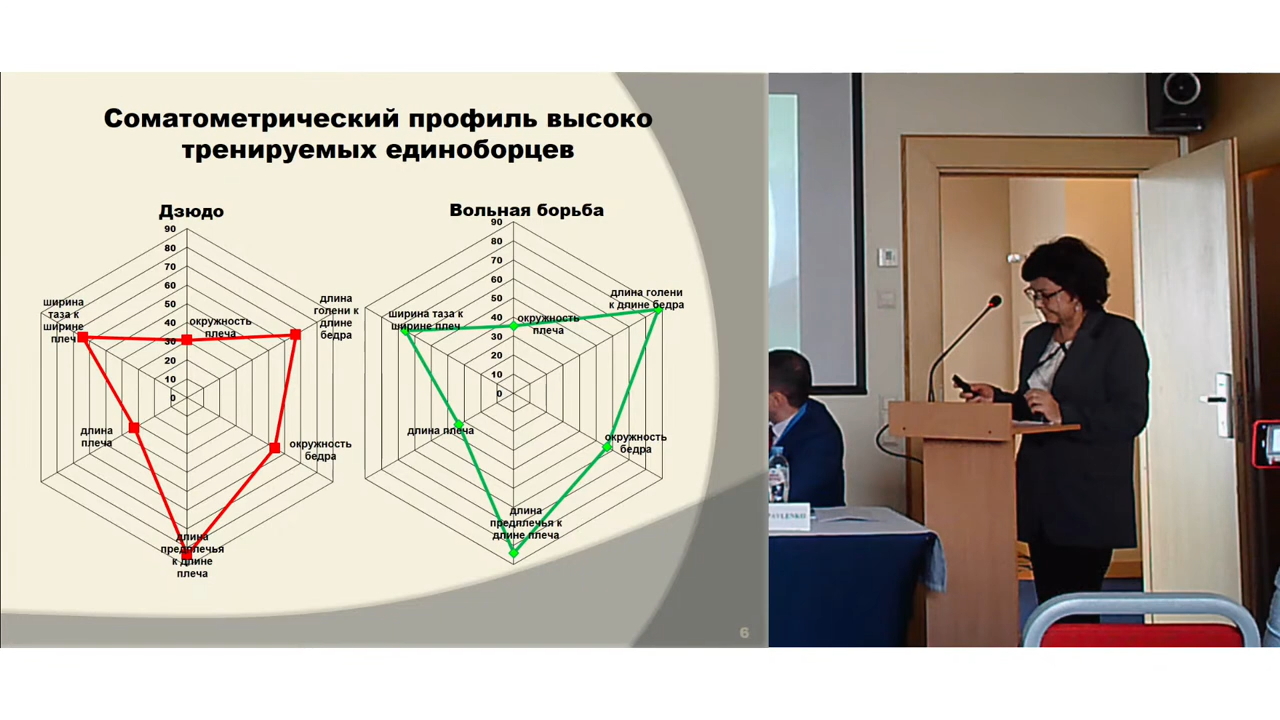 Соматометрический профиль высоко
тренируемых единоборцев
Дзюдо
90
80
70
60
50
40
30
20
10
0
окружность
плеча
длина
голени к
длине
бедра
окружность
бедра
длина
предплечья
к длине
плеча
длина
плеча
ширина
таза к
ширине
плеч
Вольная борьба
90
80
70
60
50
40
30
20
10
0
окружность
плеча
длина голени
к длине бедра
окружность
бедра
длина
предплечья к
длине плеча
длина плеча
ширина таза к
ширине плеч
6
PAVLENKO